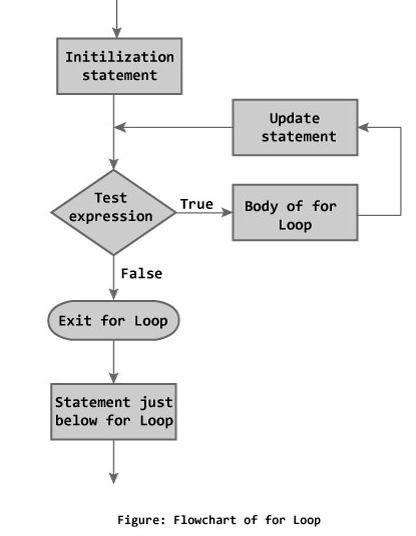 Initilization
statement
Update
statement
Test
expression
True
Body of for
Loop
False
Exit for Loop
Statement just
below for Loop
Figure: Flowchart of for Loop